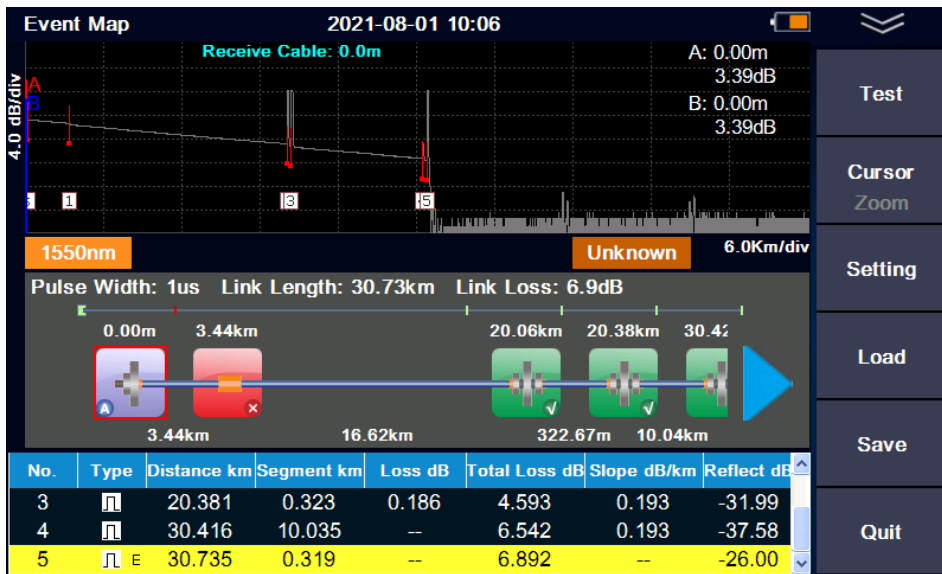 Event Map 2021-08-01 10:06
Receive Cable: 0.0m
A: 0.00m
3.39dB
B: 0.00m
3.39dB
4.0 dB/div
A
B
1 3 5
1550nm Unknown 6.0Km/div
Pulse Width: 1us Link Length: 30.73km Link Loss: 6.9dB
0.00m 3.44km 20.06km 20.38km 30.42
A
3.44km 16.62km 322.67m 10.04km
No. Type Distance km Segment km Loss dB Total Loss dB Slope dB/km Reflect dB
3 20.381 0.323 0.186 4.593 0.193 -31.99
4 30.416 10.035 -- 6.542 0.193 -37.58
5 E 30.735 0.319 -- 6.892 -- -26.00
Test
Cursor
Zoom
Setting
Load
Save
Quit